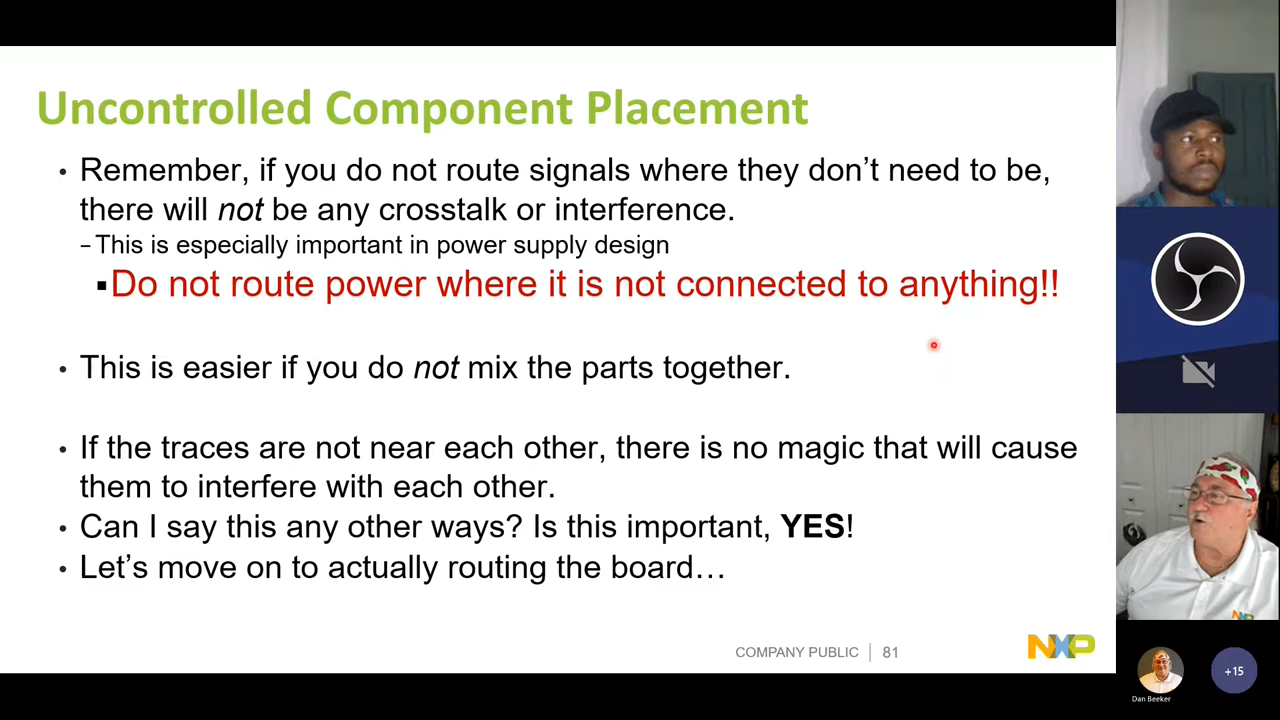 Uncontrolled Component Placement
• Remember, if you do not route signals where they don’t need to be,
there will not be any crosstalk or interference.
– This is especially important in power supply design
▪ Do not route power where it is not connected to anything!!
• This is easier if you do not mix the parts together.
• If the traces are not near each other, there is no magic that will cause
them to interfere with each other.
• Can I say this any other ways? Is this important, YES!
• Let’s move on to actually routing the board…
COMPANY PUBLIC | 81
NXP
NXP
Dan Beeker
+15